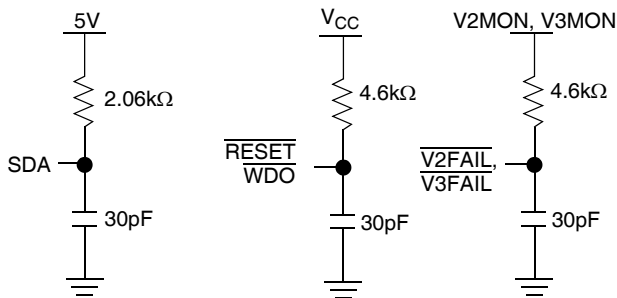 5V
2.06kΩ
SDA
30pF
VCC
4.6kΩ
RESET
WDO
30pF
V2MON, V3MON
4.6kΩ
V2FAIL,
V3FAIL
30pF